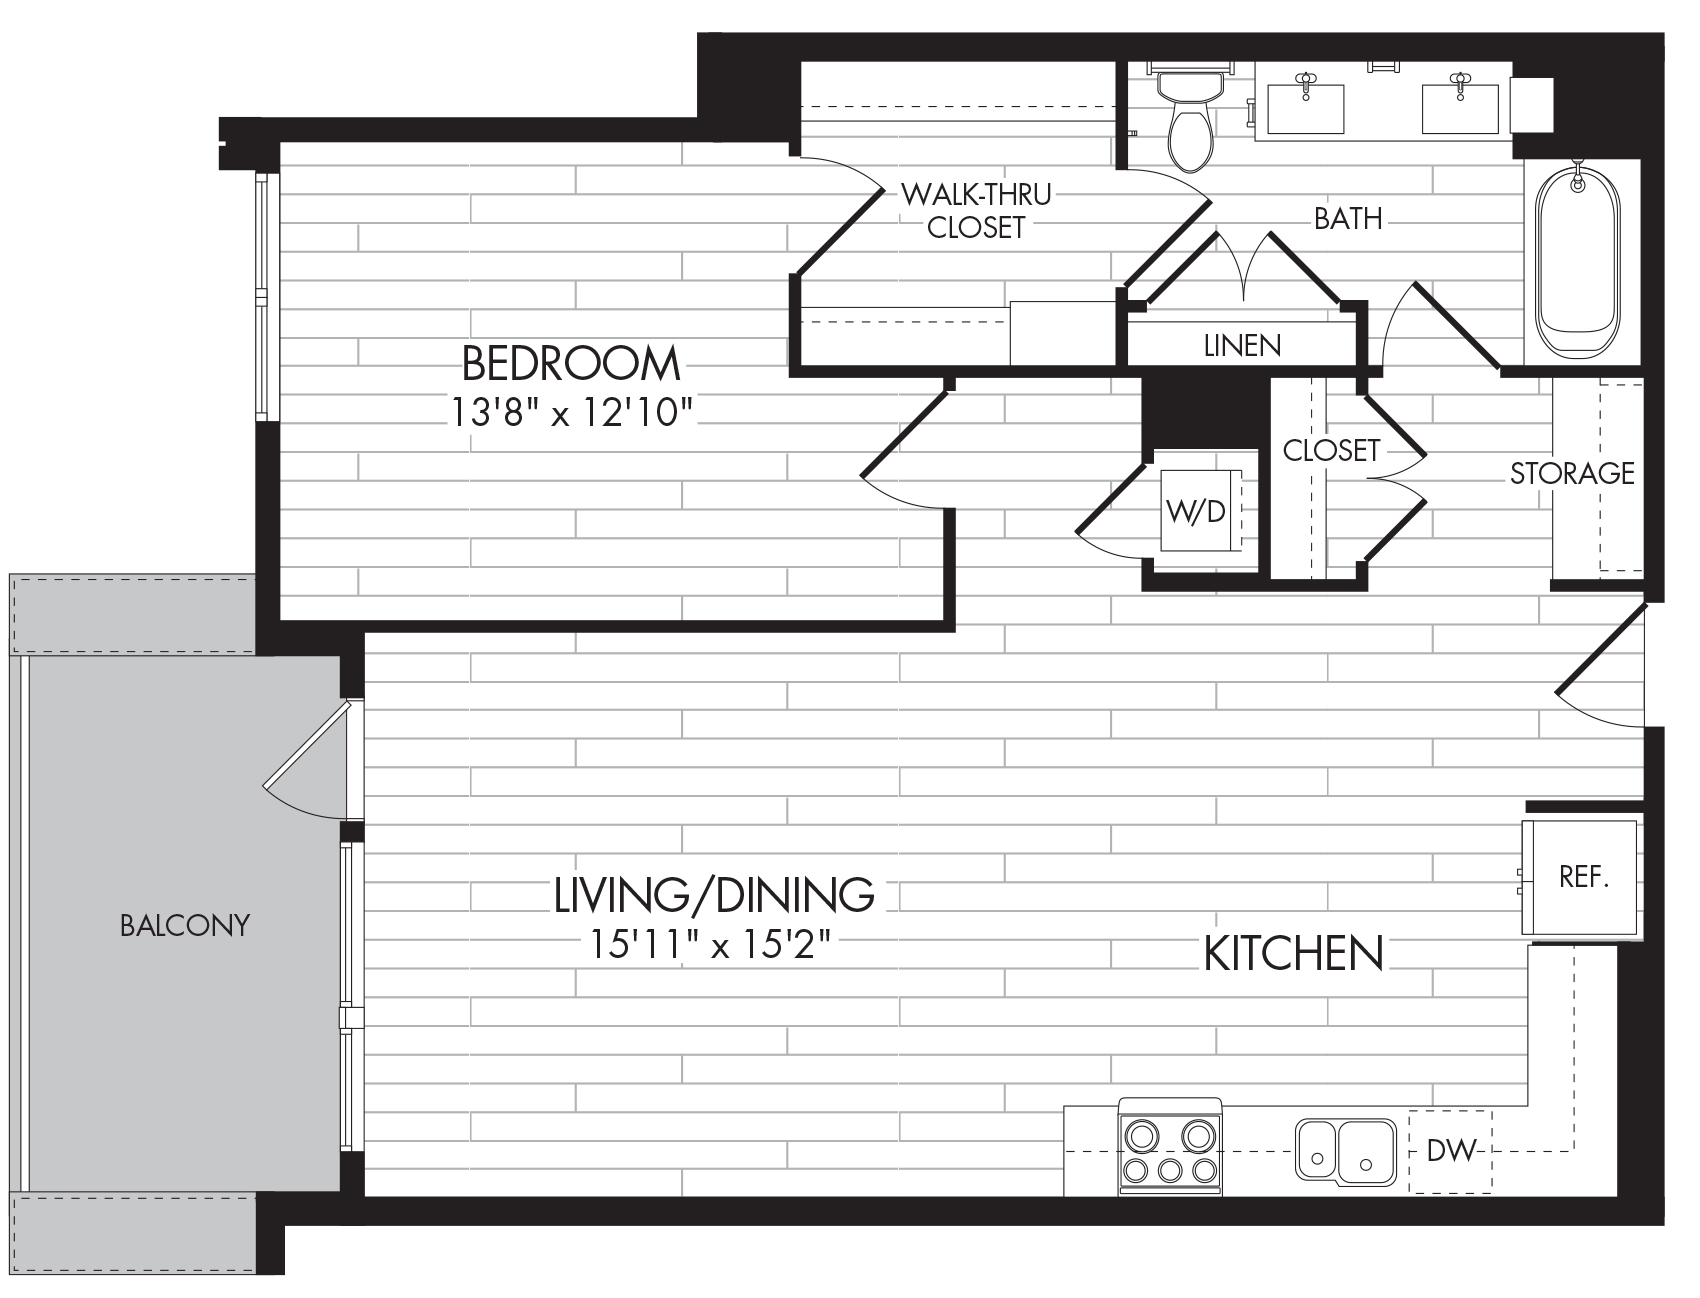 WALK-THRU
CLOSET
BATH
LINEN
BEDROOM
13'8" x 12'10"
CLOSET
STORAGE
W/D
BALCONY
LIVING/DINING
15'11" x 15'2"
KITCHEN
REF.
DW